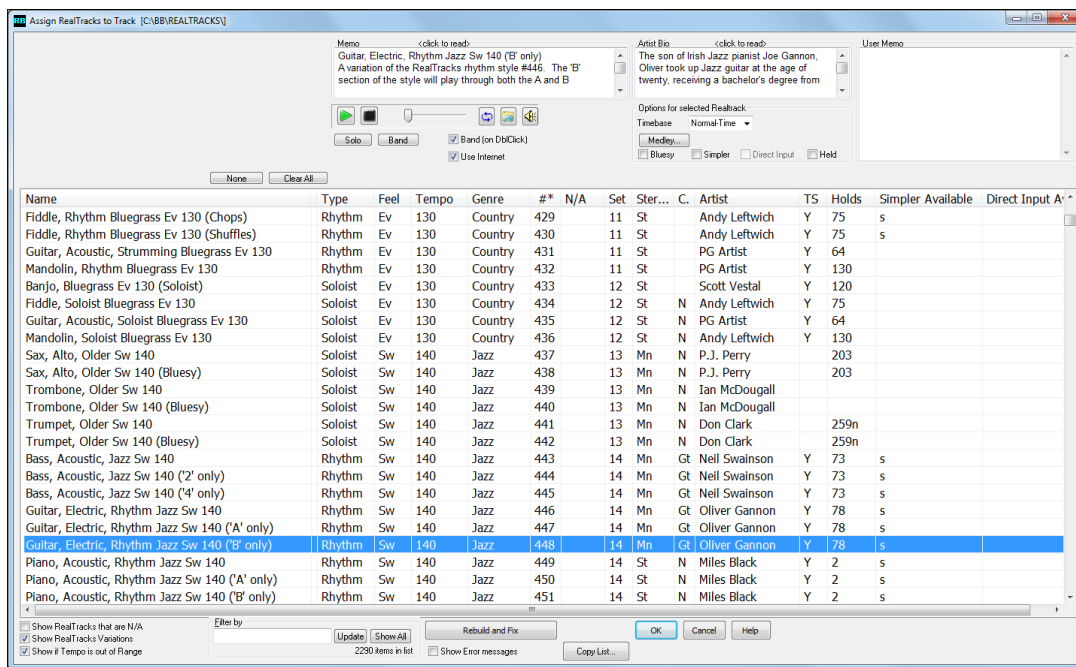 RB Assign RealTracks to Track [C:\BB\REALTRACKS\]
Memo <click to read>
Guitar, Electric, Rhythm Jazz Sw 140 ('B' only)
A variation of the RealTracks rhythm style #446. The 'B'
section of the style will play through both the A and B
Artist Bio <click to read>
The son of Irish Jazz pianist Joe Gannon,
Oliver took up Jazz guitar at the age of
twenty, receiving a bachelor's degree from
User Memo
Solo Band Band (on DblClick)
Use Internet
Options for selected Realtrack
Timebase Normal-Time
Medley...
Bluesy Simpler Direct Input Held
None Clear All
Name Type Feel Tempo Genre #* N/A Set Ster... C. Artist TS Holds Simpler Available Direct Input A
Fiddle, Rhythm Bluegrass Ev 130 (Chops) Rhythm Ev 130 Country 429 11 St Andy Leftwich Y 75 s
Fiddle, Rhythm Bluegrass Ev 130 (Shuffles) Rhythm Ev 130 Country 430 11 St Andy Leftwich Y 75 s
Guitar, Acoustic, Strumming Bluegrass Ev 130 Rhythm Ev 130 Country 431 11 St PG Artist Y 64
Mandolin, Rhythm Bluegrass Ev 130 Rhythm Ev 130 Country 432 11 St PG Artist Y 130
Banjo, Bluegrass Ev 130 (Soloist) Soloist Ev 130 Country 433 12 St Scott Vestal Y 120
Fiddle, Soloist Bluegrass Ev 130 Soloist Ev 130 Country 434 12 St N Andy Leftwich Y 75
Guitar, Acoustic, Soloist Bluegrass Ev 130 Soloist Ev 130 Country 435 12 St N PG Artist Y 64
Mandolin, Soloist Bluegrass Ev 130 Soloist Ev 130 Country 436 12 St N Andy Leftwich Y 130
Sax, Alto, Older Sw 140 Soloist Sw 140 Jazz 437 13 Mn N P.J. Perry 203
Sax, Alto, Older Sw 140 (Bluesy) Soloist Sw 140 Jazz 438 13 Mn N P.J. Perry 203
Trombone, Older Sw 140 Soloist Sw 140 Jazz 439 13 Mn N Ian McDougall
Trombone, Older Sw 140 (Bluesy) Soloist Sw 140 Jazz 440 13 Mn N Ian McDougall
Trumpet, Older Sw 140 Soloist Sw 140 Jazz 441 13 Mn N Don Clark 259n
Trumpet, Older Sw 140 (Bluesy) Soloist Sw 140 Jazz 442 13 Mn N Don Clark 259n
Bass, Acoustic, Jazz Sw 140 Rhythm Sw 140 Jazz 443 14 Mn Gt Neil Swainson Y 73 s
Bass, Acoustic, Jazz Sw 140 ('2' only) Rhythm Sw 140 Jazz 444 14 Mn Gt Neil Swainson Y 73 s
Bass, Acoustic, Jazz Sw 140 ('4' only) Rhythm Sw 140 Jazz 445 14 Mn Gt Neil Swainson Y 73 s
Guitar, Electric, Rhythm Jazz Sw 140 Rhythm Sw 140 Jazz 446 14 Mn Gt Oliver Gannon Y 78 s
Guitar, Electric, Rhythm Jazz Sw 140 ('A' only) Rhythm Sw 140 Jazz 447 14 Mn Gt Oliver Gannon Y 78 s
Guitar, Electric, Rhythm Jazz Sw 140 ('B' only) Rhythm Sw 140 Jazz 448 14 Mn Gt Oliver Gannon Y 78 s
Piano, Acoustic, Rhythm Jazz Sw 140 Rhythm Sw 140 Jazz 449 14 St N Miles Black Y 2 s
Piano, Acoustic, Rhythm Jazz Sw 140 ('A' only) Rhythm Sw 140 Jazz 450 14 St N Miles Black Y 2 s
Piano, Acoustic, Rhythm Jazz Sw 140 ('B' only) Rhythm Sw 140 Jazz 451 14 St N Miles Black Y 2 s
Show RealTracks that are N/A
Show RealTracks Variations
Show if Tempo is out of Range
Filter by
Update Show All
2290 items in list
Rebuild and Fix
Show Error messages
OK Cancel Help
Copy List...